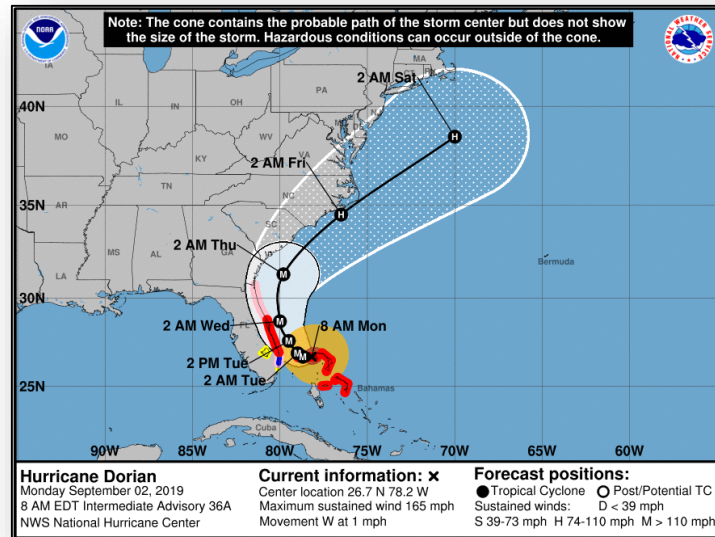 Note: The cone contains the probable path of the storm center but does not show
the size of the storm. Hazardous conditions can occur outside of the cone.
NOAA
NATIONAL WEATHER SERVICE
2 AM Sat
MA
IA
40N
IL
IN
OH
PA
MO
WV
VA
KY
2 AM Fri
TN
NC
35N
AR
SC
2 AM Thu
MS
AL
GA
LA
Bermuda
30N
2 AM Wed
FL
8 AM Mon
2 PM Tue
2 AM Tue
25N
Bahamas
Cuba
90W
85W
80W
75W
70W
65W
60W
H
H
M
M
M
M
M
Hurricane Dorian
Monday September 02, 2019
8 AM EDT Intermediate Advisory 36A
NWS National Hurricane Center
Current information: x
Center location 26.7 N 78.2 W
Maximum sustained wind 165 mph
Movement W at 1 mph
Forecast positions:
Tropical Cyclone Post/Potential TC
Sustained winds: D < 39 mph
S 39-73 mph H 74-110 mph M > 110 mph